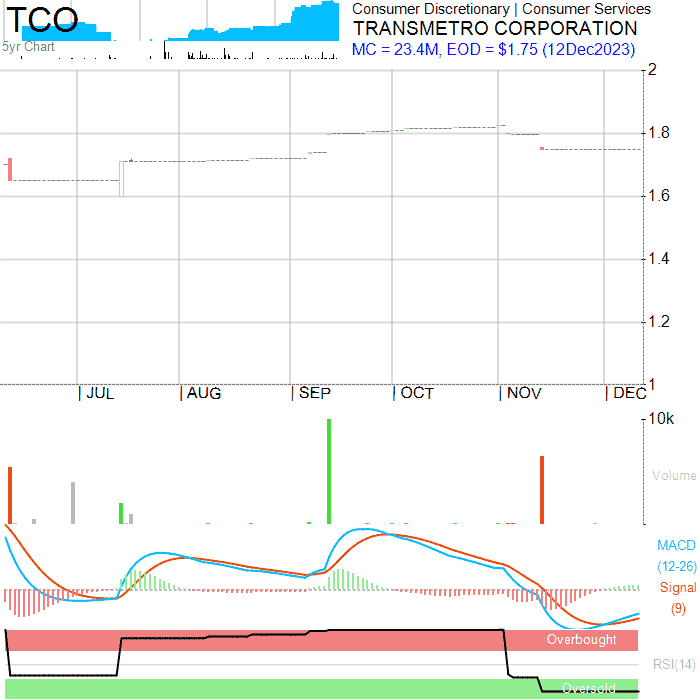 TCO
5yr Chart
Consumer Discretionary | Consumer Services
TRANSMETRO CORPORATION
MC = 23.4M, EOD = $1.75 (12Dec2023)
2
1.8
1.6
1.4
1.2
1
| JUL | AUG | SEP | OCT | NOV | DEC
10k
Volume
MACD
(12-26)
Signal
(9)
Overbought
RSI(14)
Oversold